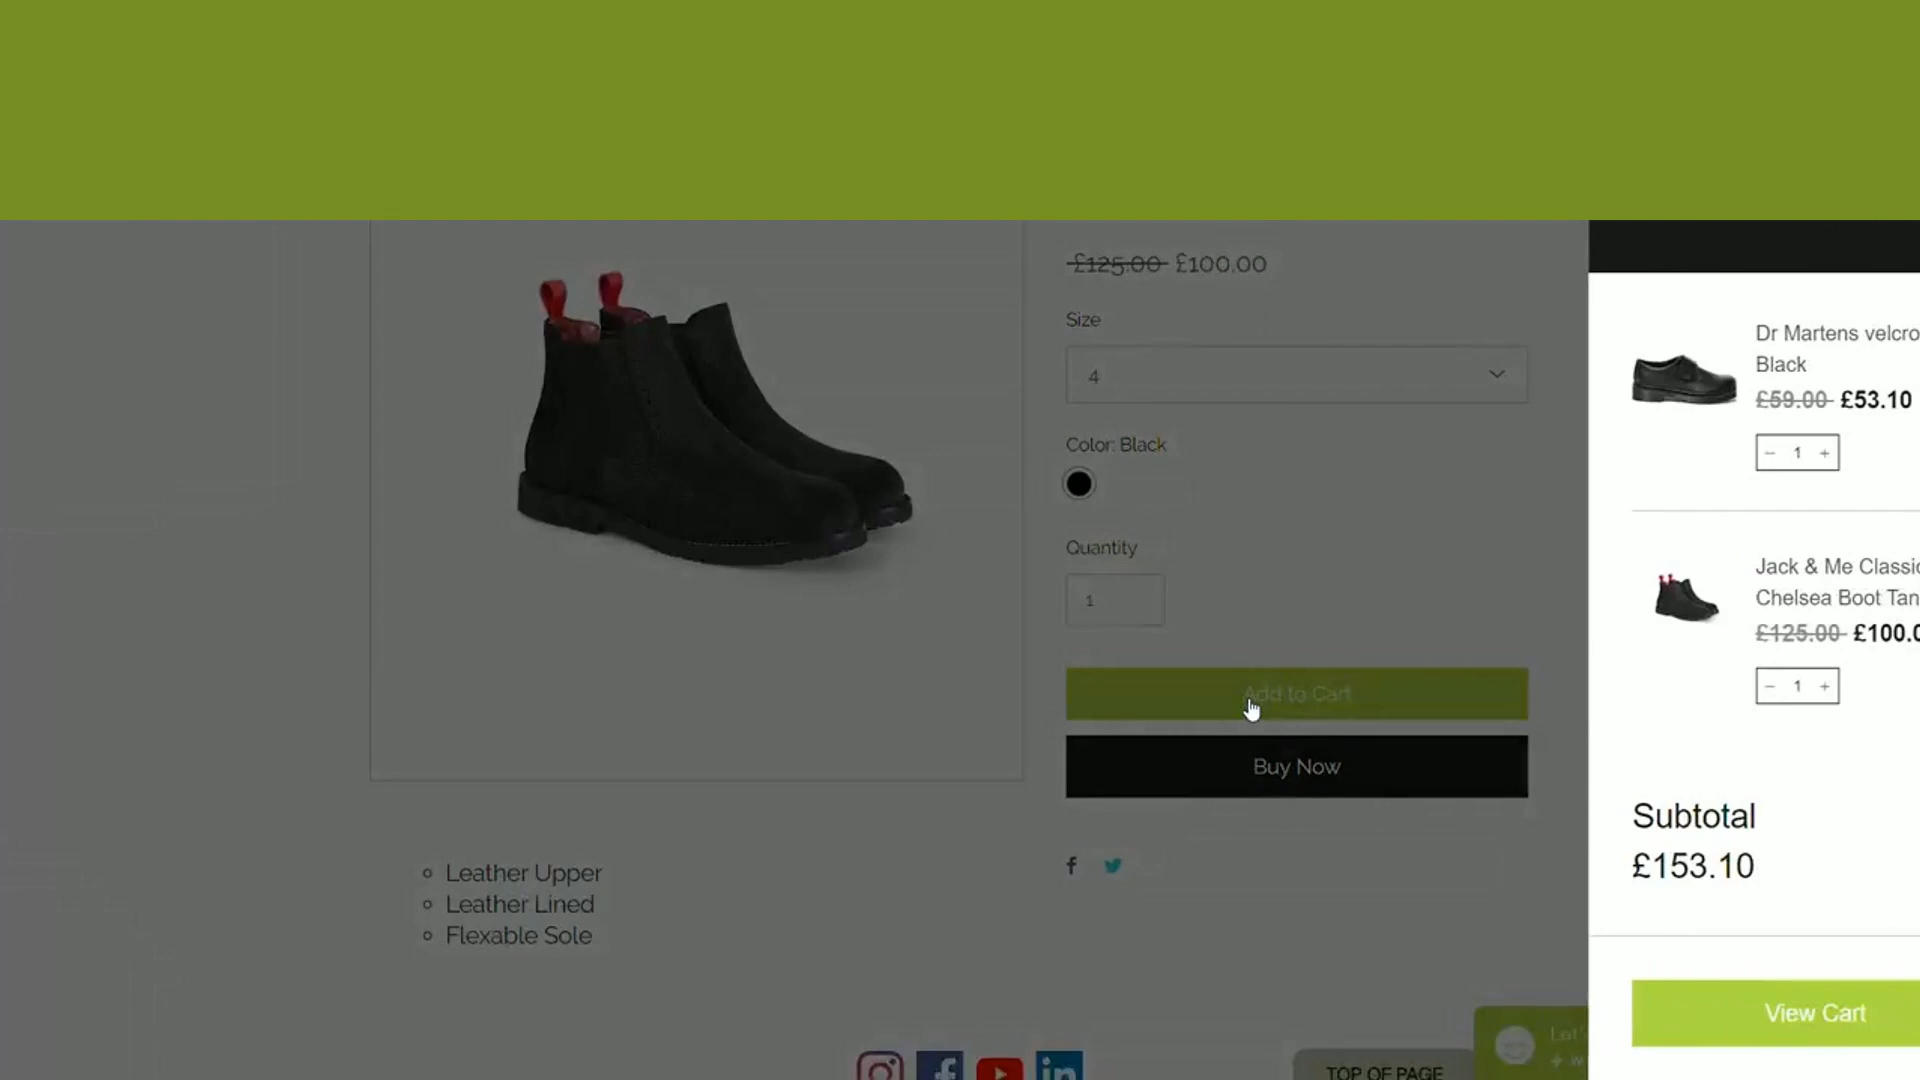 £125.00 £100.00
Size
4
Color: Black
Quantity
1
Add to Cart
Buy Now
Leather Upper
Leather Lined
Flexable Sole
TOP OF PAGE
Let'
Dr Martens velcro
Black
£59.00 £53.10
− 1 +
Jack & Me Classic
Chelsea Boot Tan
£125.00 £100.0
− 1 +
Subtotal
£153.10
View Cart